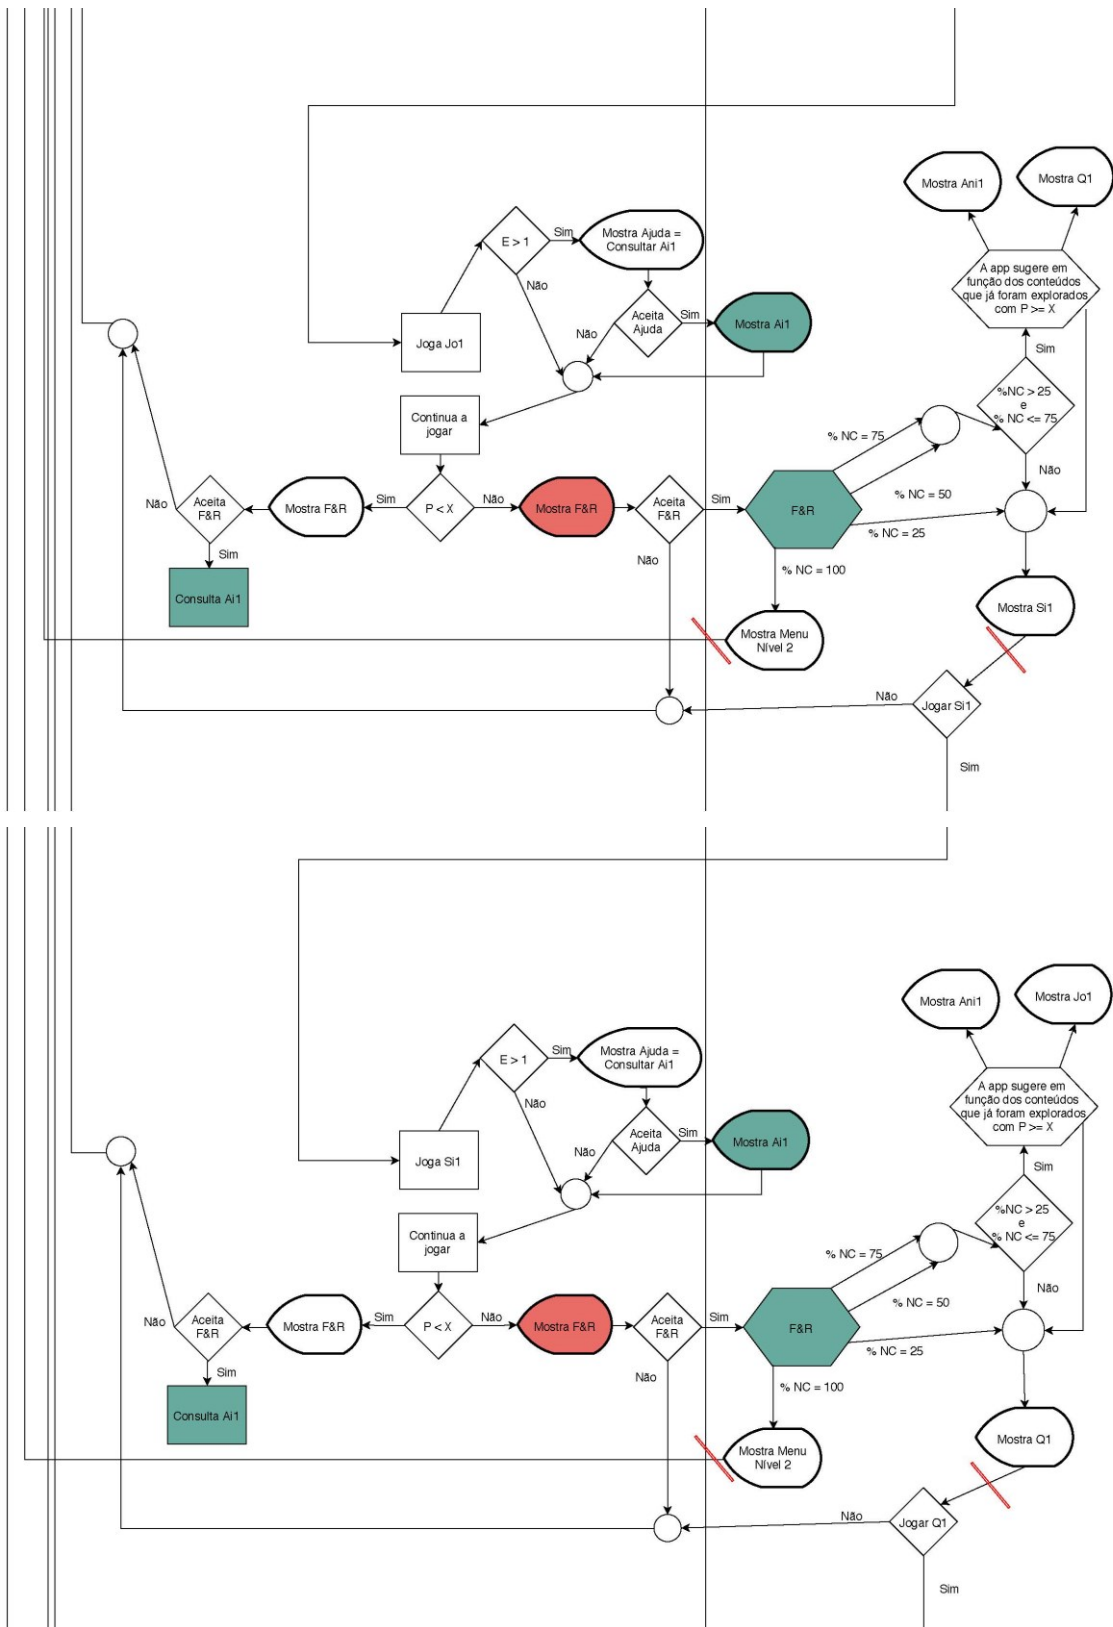 Mostra Ani1
Mostra Q1
E > 1
Sim
Mostra Ajuda =
Consultar Ai1
A app sugere em
função dos conteúdos
que já foram explorados
com P >= X
Não
Joga Jo1
Não
Aceita
Ajuda
Sim
Mostra Ai1
Sim
Continua a
jogar
%NC > 25
e
% NC <= 75
% NC = 75
Não
Aceita
F&R
Não
Mostra F&R
Sim
P < X
Não
Mostra F&R
Aceita
F&R
Sim
F&R
% NC = 50
% NC = 25
Sim
Não
% NC = 100
Consulta Ai1
Mostra Si1
Mostra Menu
Nível 2
Não
Jogar Si1
Sim
Mostra Ani1
Mostra Jo1
E > 1
Sim
Mostra Ajuda =
Consultar Ai1
A app sugere em
função dos conteúdos
que já foram explorados
com P >= X
Não
Joga Si1
Não
Aceita
Ajuda
Sim
Mostra Ai1
Sim
Continua a
jogar
%NC > 25
e
% NC <= 75
% NC = 75
Não
Aceita
F&R
Não
Mostra F&R
Sim
P < X
Não
Mostra F&R
Aceita
F&R
Sim
F&R
% NC = 50
% NC = 25
Sim
Não
% NC = 100
Consulta Ai1
Mostra Q1
Mostra Menu
Nível 2
Não
Jogar Q1
Sim